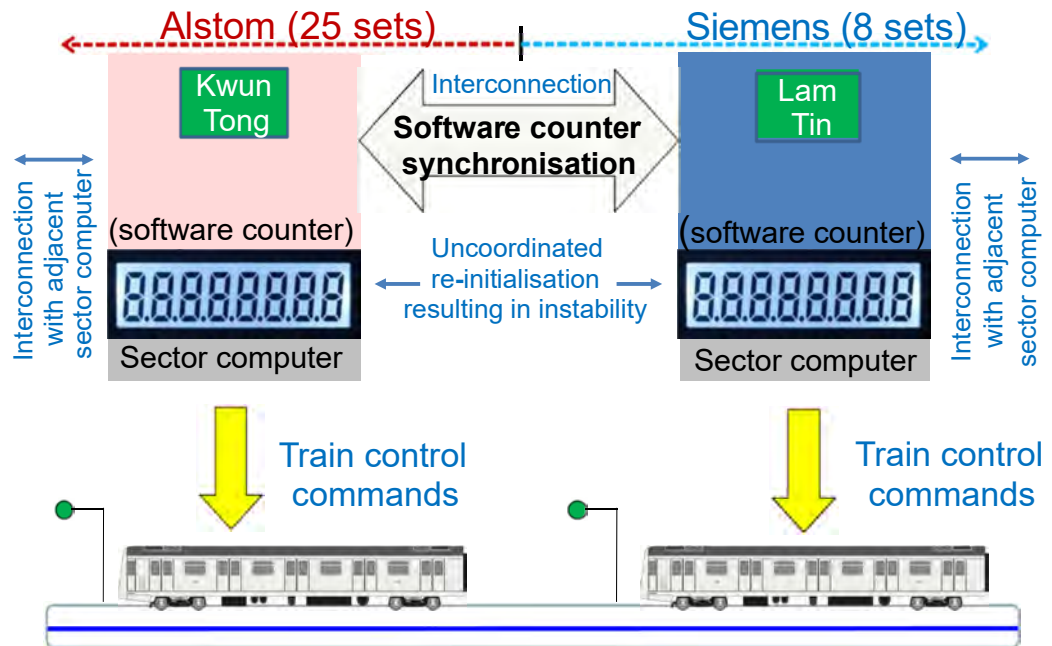 Alstom (25 sets)
Siemens (8 sets)
Kwun
Tong
Interconnection
Software counter
synchronisation
Lam
Tin
Interconnection
with adjacent
sector computer
(software counter)
(software counter)
Uncoordinated
re-initialisation
resulting in instability
8.8.8.8.8.8.8.8
8.8.8.8.8.8.8.8
Interconnection
with adjacent
sector computer
Sector computer
Sector computer
Train control
commands
Train control
commands